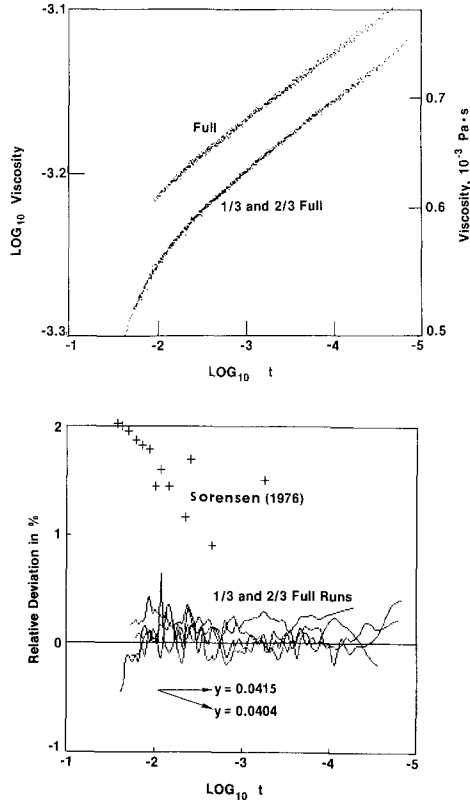 -3.1
-3.2
-3.3
LOG10 Viscosity
Full
1/3 and 2/3 Full
0.7
0.6
0.5
Viscosity, 10-3 Pa·s
-1
-2
-3
-4
-5
LOG10 t
2
1
0
-1
Relative Deviation in %
Sorensen (1976)
1/3 and 2/3 Full Runs
y = 0.0415
y = 0.0404
-1
-2
-3
-4
-5
LOG10 t